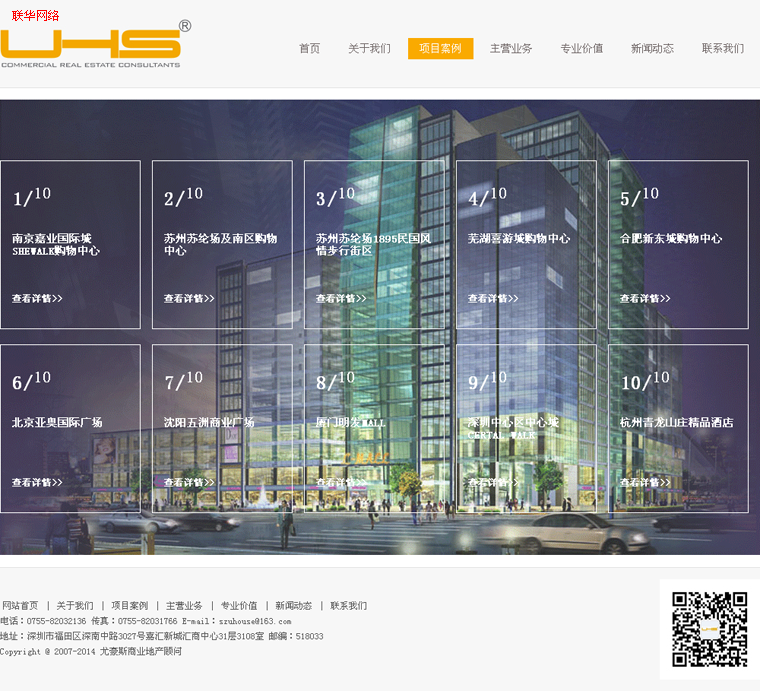 联华网络
UHS®
COMMERCIAL REAL ESTATE CONSULTANTS
首页 关于我们 项目案例 主营业务 专业价值 新闻动态 联系我们
1/10
南京嘉业国际城
SHEWALK购物中心
查看详情>>
2/10
苏州苏纶场及南区购物
中心
查看详情>>
3/10
苏州苏纶场1895民国风
情步行街区
查看详情>>
4/10
芜湖喜游城购物中心
查看详情>>
5/10
合肥新东城购物中心
查看详情>>
6/10
北京亚奥国际广场
查看详情>>
7/10
沈阳五洲商业广场
查看详情>>
8/10
厦门明发MALL
查看详情>>
9/10
深圳中心区中心城
CENTAL WALK
查看详情>>
10/10
杭州青龙山庄精品酒店
查看详情>>
网站首页 | 关于我们 | 项目案例 | 主营业务 | 专业价值 | 新闻动态 | 联系我们
电话：0755-82032136 传真：0755-82031766 E-mail：szuhouse@163.com
地址：深圳市福田区深南中路3027号嘉汇新城汇商中心31层3108室 邮编：518033
Copyright @ 2007-2014 尤豪斯商业地产顾问